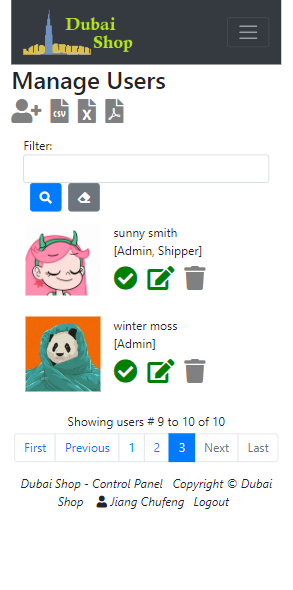 Dubai
Shop
Manage Users
CSV
X
Filter:
sunny smith
[Admin, Shipper]
winter moss
[Admin]
Showing users # 9 to 10 of 10
First Previous 1 2 3 Next Last
Dubai Shop - Control Panel Copyright © Dubai
Shop Jiang Chufeng Logout